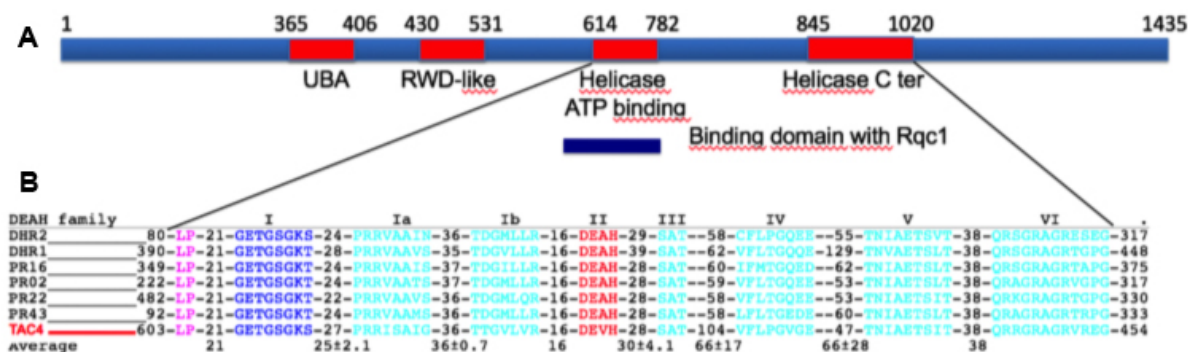 A
1 365 406 430 531 614 782 845 1020 1435
UBA RWD-like Helicase Helicase C ter
ATP binding
Binding domain with Rqc1
B
DEAH family I Ia Ib II III IV V VI .
DHR2 80-LP-21-GETGSGKS-24-PRRVAAIN-36-TDGMLLR-16-DEAH-29-SAT--58-CFLPGQEE--55-TNIAETSVT-38-QRSGRAGRESEG-317
DHR1 390-LP-21-GETGSGKT-28-PRRVAAVS-35-TDGVLLR-16-DEAH-39-SAT--58-VFLTGQQE-129-TNVAETSLT-38-QRSGRAGRTGPG-448
PR16 349-LP-21-GETGSGKT-24-PRRVAAIS-37-TDGILLR-16-DEAH-28-SAT--60-IFMTGQED--62-TNIAETSLT-38-QRSGRAGRTAPG-375
PR02 222-LP-21-GETGSGKT-24-PRRVAAVS-36-TDGMLLR-16-DEAH-28-SAT--59-LFLTGQEE--62-TNIAETSLT-38-QRAGRAGRVGPG-317
PR22 482-LP-21-GETGSGKT-22-PRRVAAVS-36-TDGMLQR-16-DEAH-28-SAT--58-VFLTGQEE--62-TNIAETSIT-38-QRKGRAGRTGPG-330
PR43 92-LP-21-GETGSGKT-24-PRRVAAMS-36-TDGMLLR-16-DEAH-28-SAT--62-LFLTGEDE--60-TNIAETSLT-38-QRAGRAGRTRPG-333
TAC4 603-LP-21-GETGSGKS-27-PRRISAIG-36-TTGVLVR-16-DEVH-28-SAT-104-VFLPGVGE--47-TNIAETSIT-38-QRRGRAGRVREG-454
Average 21 25±2.1 36±0.7 16 30±4.1 66±17 66±28 38